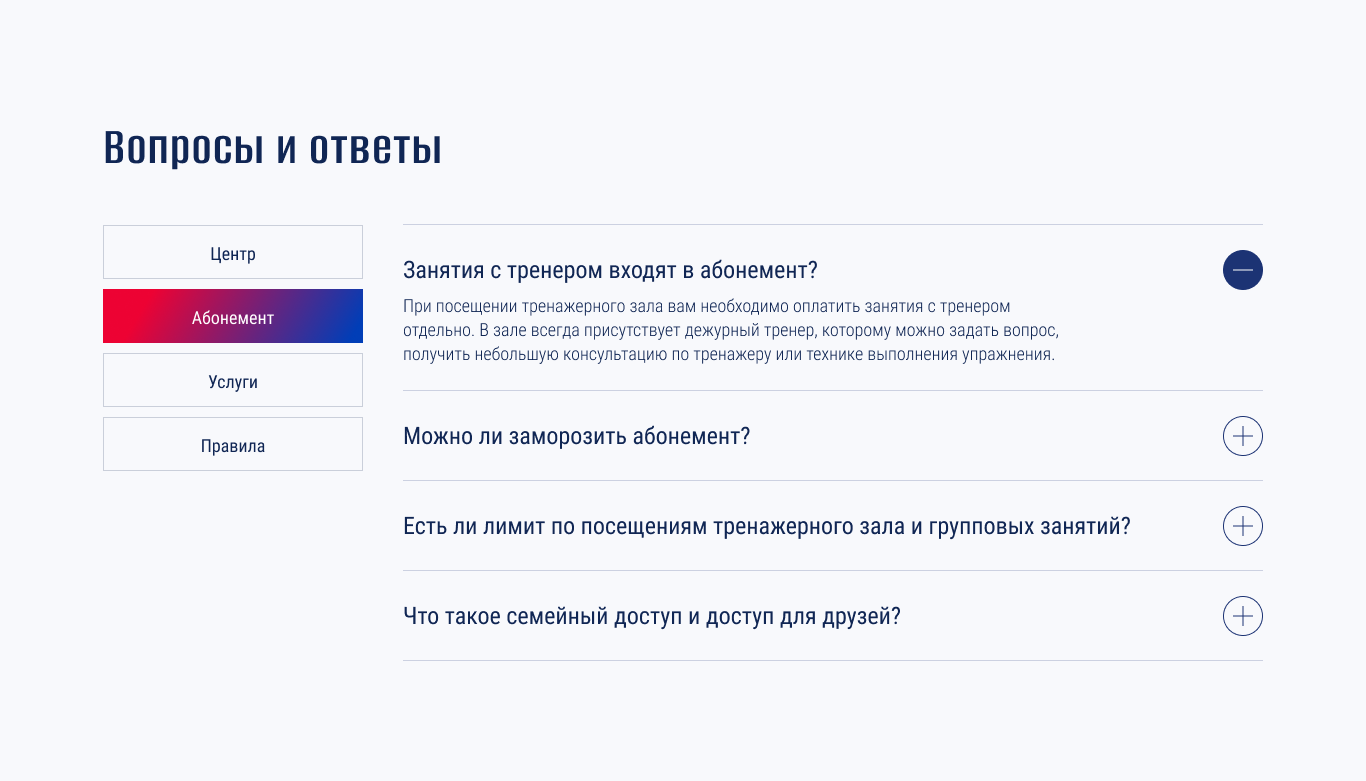 Вопросы и ответы
Центр
Абонемент
Услуги
Правила
Занятия с тренером входят в абонемент?
При посещении тренажерного зала вам необходимо оплатить занятия с тренером
отдельно. В зале всегда присутствует дежурный тренер, которому можно задать вопрос,
получить небольшую консультацию по тренажеру или технике выполнения упражнения.
Можно ли заморозить абонемент?
Есть ли лимит по посещениям тренажерного зала и групповых занятий?
Что такое семейный доступ и доступ для друзей?